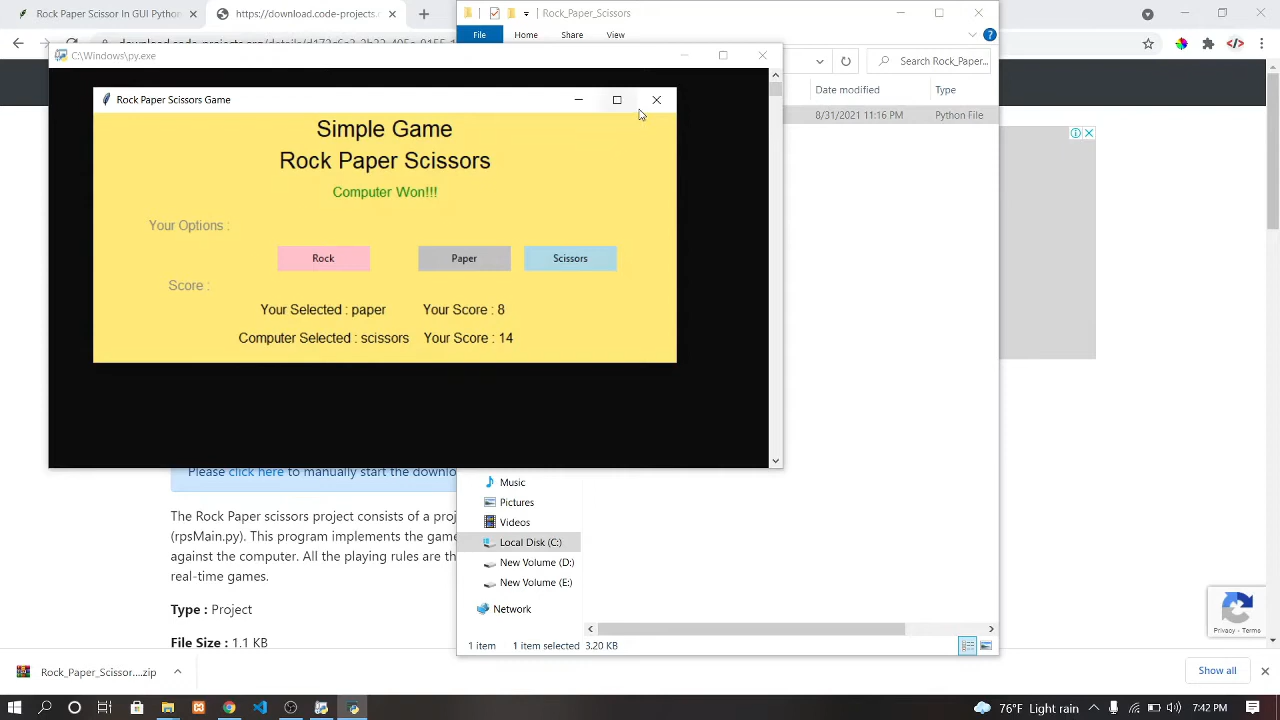 Rock Paper Scissors In GUI Python
https://download.code-projects.
Rock_Paper_Scissors
File
Home
Share
View
C:\Windows\py.exe
Search Rock_Paper...
Date modified
Type
8/31/2021 11:16 PM
Python File
Rock Paper Scissors Game
Simple Game
Rock Paper Scissors
Computer Won!!!
Your Options :
Rock
Paper
Scissors
Score :
Your Selected : paper
Your Score : 8
Computer Selected : scissors
Your Score : 14
Please click here to manually start the downlo
Music
Pictures
Videos
Local Disk (C:)
New Volume (D:)
New Volume (E:)
Network
The Rock Paper scissors project consists of a proj
(rpsMain.py). This program implements the game
against the computer. All the playing rules are th
real-time games.
Type : Project
File Size : 1.1 KB
1 item
1 item selected
3.20 KB
Privacy - Terms
Rock_Paper_Scissor....zip
Show all
76°F Light rain
7:42 PM